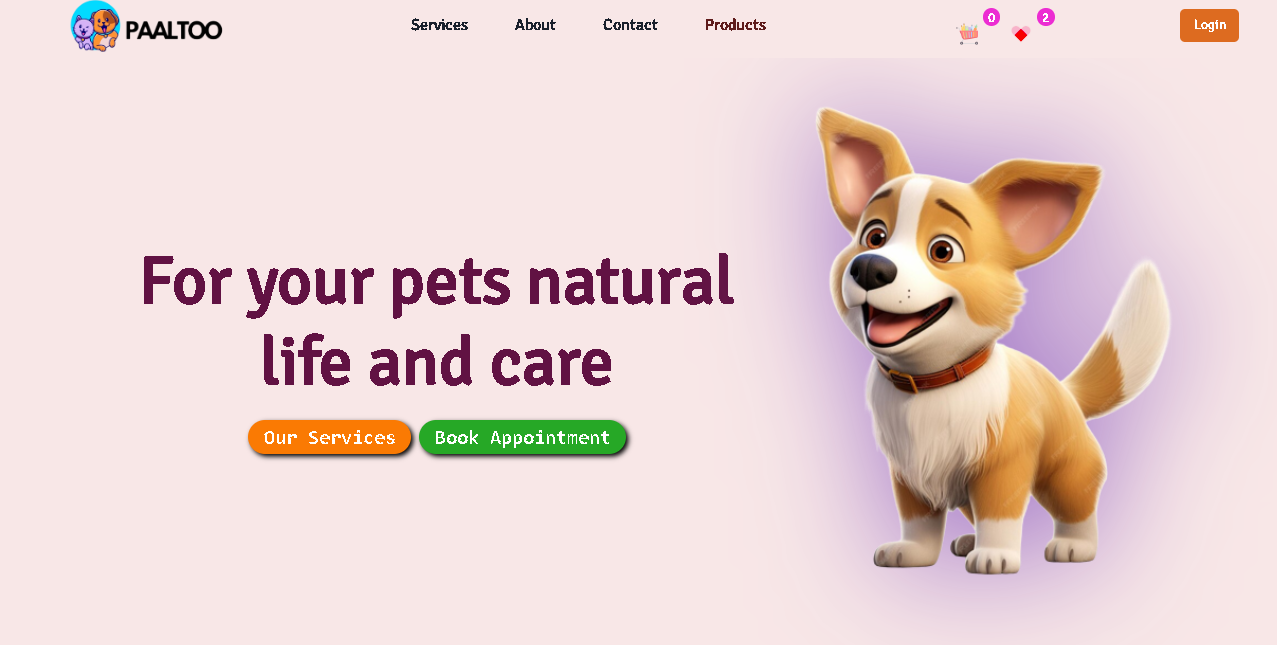 PAALTOO
Services
About
Contact
Products
0
2
Login
For your pets natural
life and care
Our Services
Book Appointment